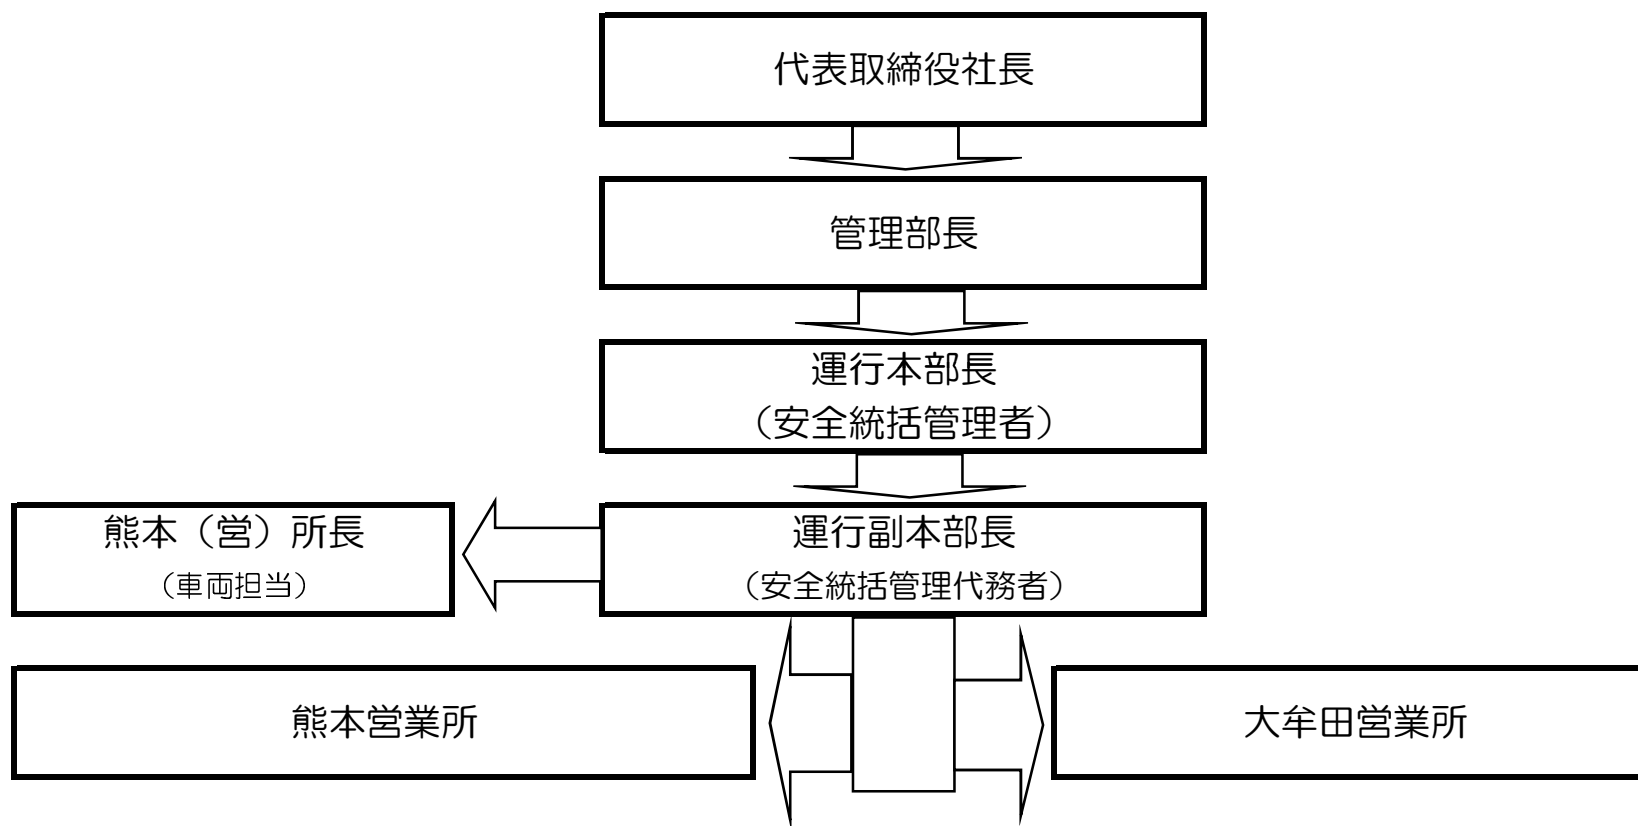 代表取締役社長
管理部長
運行本部長
（安全統括管理者）
熊本（営）所長
（車両担当）
運行副本部長
（安全統括管理代務者）
熊本営業所
大牟田営業所